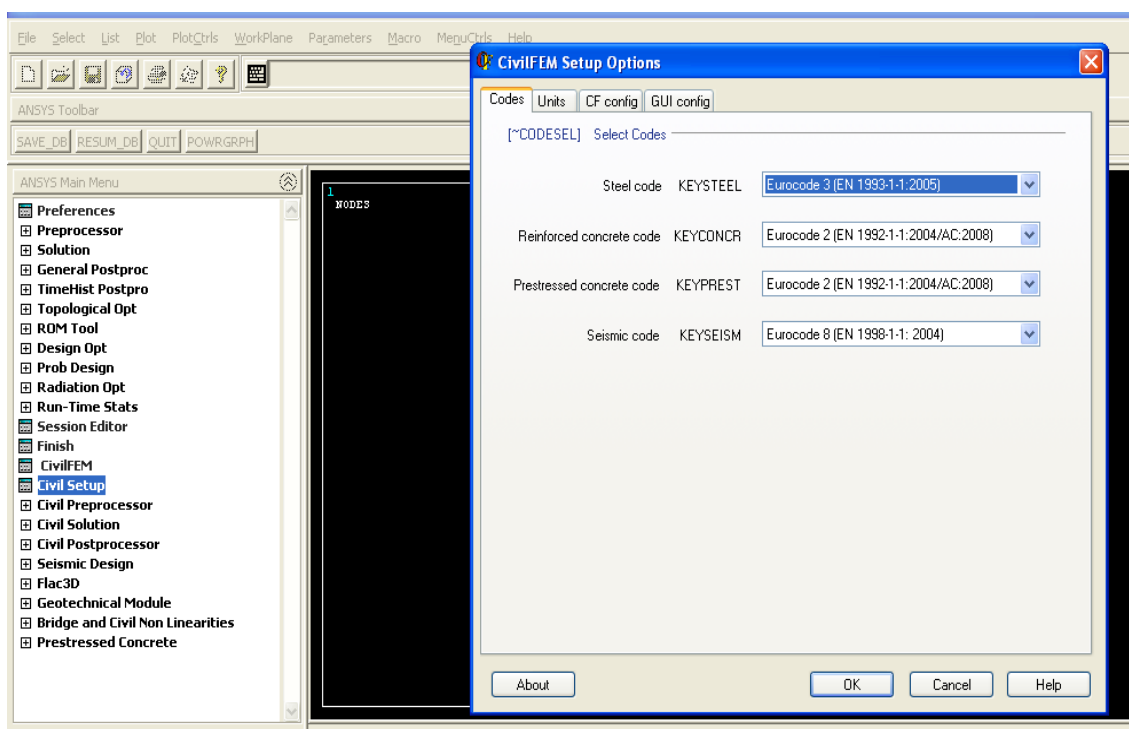 File Select List Plot PlotCtrls WorkPlane Parameters Macro MenuCtrls Help
ANSYS Toolbar
SAVE_DB RESUM_DB QUIT POWRGRPH
ANSYS Main Menu
Preferences
Preprocessor
Solution
General Postproc
TimeHist Postpro
Topological Opt
ROM Tool
Design Opt
Prob Design
Radiation Opt
Run-Time Stats
Session Editor
Finish
CivilFEM
Civil Setup
Civil Preprocessor
Civil Solution
Civil Postprocessor
Seismic Design
Flac3D
Geotechnical Module
Bridge and Civil Non Linearities
Prestressed Concrete
1
NODES
CivilFEM Setup Options
Codes Units CF config GUI config
[~CODESEL] Select Codes
Steel code KEYSTEEL Eurocode 3 (EN 1993-1-1:2005)
Reinforced concrete code KEYCONCR Eurocode 2 (EN 1992-1-1:2004/AC:2008)
Prestressed concrete code KEYPREST Eurocode 2 (EN 1992-1-1:2004/AC:2008)
Seismic code KEYSEISM Eurocode 8 (EN 1998-1-1: 2004)
About OK Cancel Help